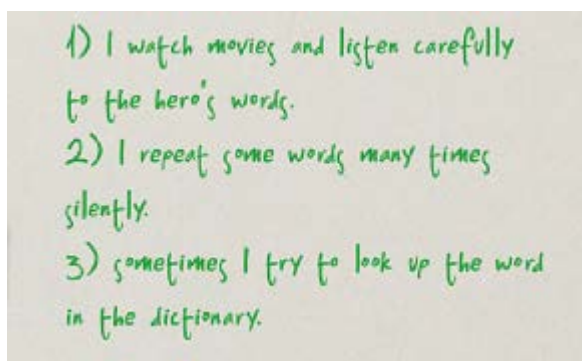 1) I watch movies and listen carefully
to the hero's words.
2) I repeat some words many times
silently.
3) sometimes I try to look up the word
in the dictionary.